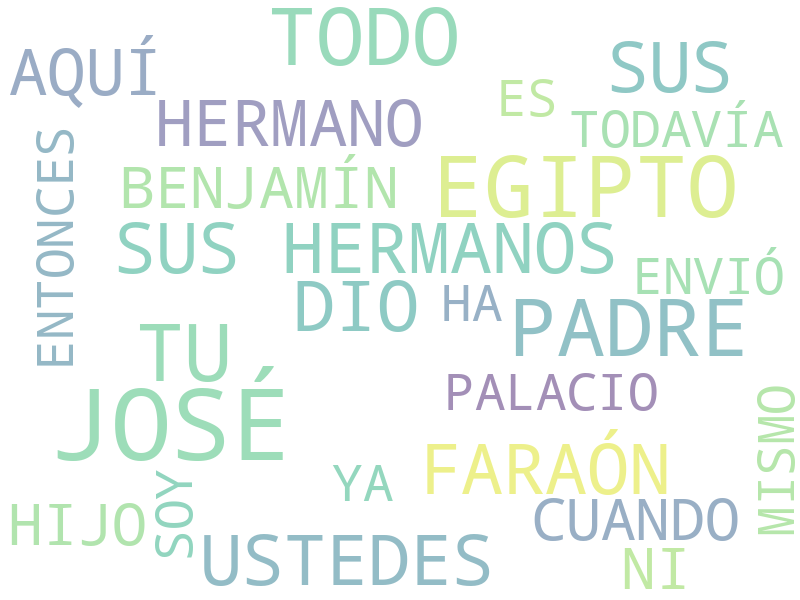 TODO
AQUÍ
SUS
ES
HERMANO
TODAVÍA
ENTONCES
BENJAMÍN
EGIPTO
SUS HERMANOS
ENVIÓ
DIO
HA
PADRE
TU
JOSÉ
PALACIO
MISMO
FARAÓN
YA
SOY
HIJO
CUANDO
USTEDES
NI